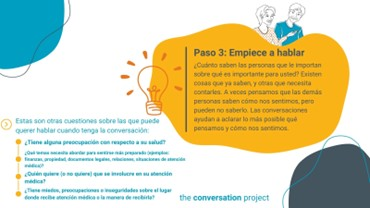 Paso 3: Empiece a hablar
¿Cuánto saben las personas que le importan
sobre qué es importante para usted? Existen
cosas que ya saben, y otras que necesita
contarles. A veces pensamos que las demás
personas saben cómo nos sentimos, pero
pueden no saberlo. Las conversaciones
ayudan a aclarar lo más posible qué
pensamos y cómo nos sentimos.
Estas son otras cuestiones sobre las que puede
querer hablar cuando tenga la conversación:
¿Tiene alguna preocupación con respecto a su salud?
¿Qué temas necesita abordar para sentirse más preparado (ejemplos:
finanzas, propiedad, documentos legales, relaciones, situaciones de atención
médica)?
¿Quién quiere (o no quiere) que se involucre en su atención
médica?
¿Tiene miedos, preocupaciones e inseguridades sobre el lugar
donde recibe atención médica o la manera de recibirla?
the conversation project